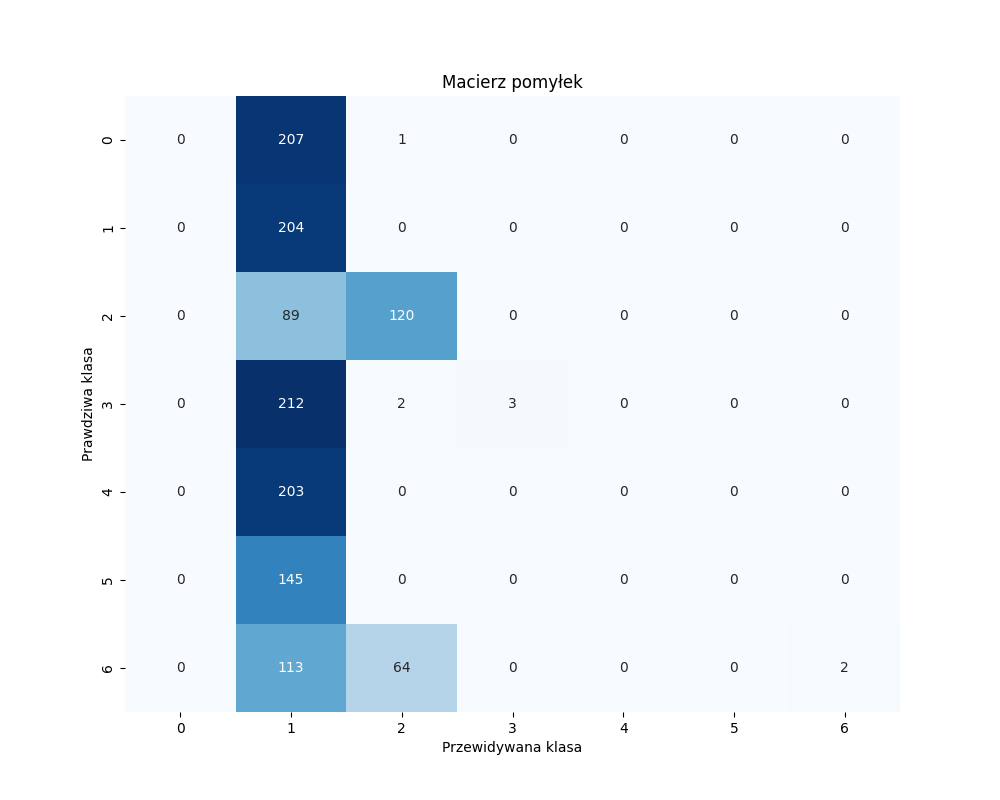 Macierz pomyłek
0 0 207 1 0 0 0 0
1 0 204 0 0 0 0 0
2 0 89 120 0 0 0 0
3 0 212 2 3 0 0 0
4 0 203 0 0 0 0 0
5 0 145 0 0 0 0 0
6 0 113 64 0 0 0 2
Prawdziwa klasa
0 1 2 3 4 5 6
Przewidywana klasa